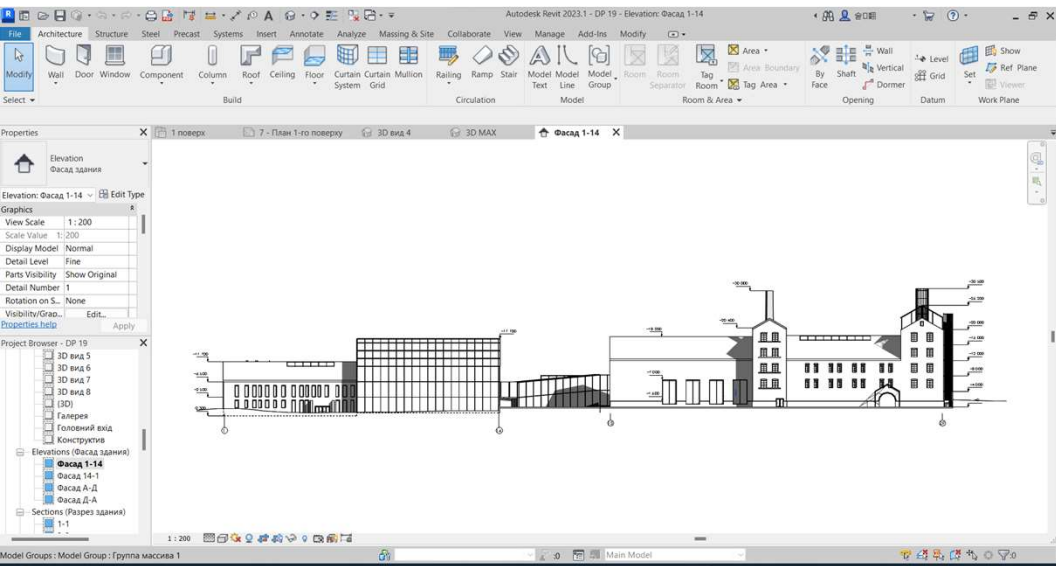 Autodesk Revit 2023.1 - DP 19 - Elevation: Фасад 1-14
File Architecture Structure Steel Precast Systems Insert Annotate Analyze Massing & Site Collaborate View Manage Add-Ins Modify
Modify Wall Door Window Component Column Roof Ceiling Floor Curtain System Curtain Grid Mullion Railing Ramp Stair Model Text Model Line Model Group Room Room Separator Tag Room
Area
Area Boundary
Tag Area
By Face Shaft
Wall
Vertical
Dormer
Level
Grid
Set
Show
Ref Plane
Viewer
Select Build Circulation Model Room & Area Opening Datum Work Plane
Properties
1 поверх 7 - План 1-го поверху 3D вид 4 3D MAX Фасад 1-14
Elevation
Фасад здания
Elevation: Фасад 1-14 Edit Type
Graphics
View Scale 1 : 200
Scale Value 1: 200
Display Model Normal
Detail Level Fine
Parts Visibility Show Original
Detail Number 1
Rotation on S... None
Visibility/Grap... Edit...
Properties help Apply
Project Browser - DP 19
3D вид 5
3D вид 6
3D вид 7
3D вид 8
{3D}
Галерея
Головний вхід
Конструктив
Elevations (Фасад здания)
Фасад 1-14
Фасад 14-1
Фасад А-Д
Фасад Д-А
Sections (Разрез здания)
1-1
1 : 200
Model Groups : Model Group : Группа массива 1
:0 Main Model :0